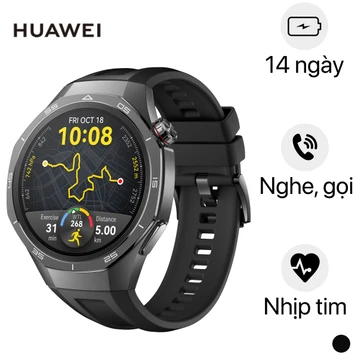 HUAWEI
14 ngày
Nghe, gọi
Nhịp tim
FRI OCT 18
10:08
Exercise
31
min
WTL
268
Distance
5.00
km